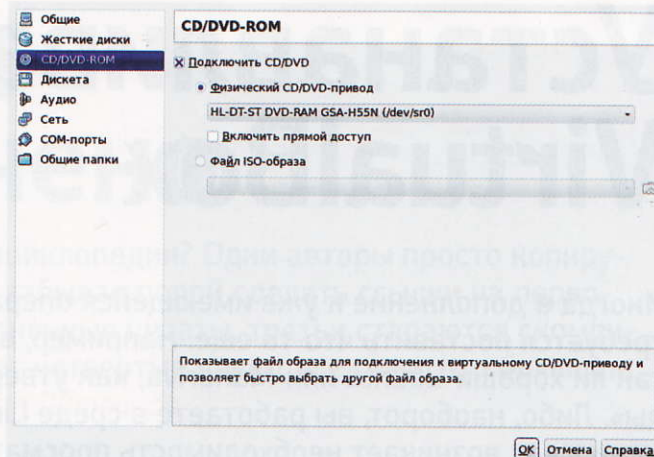 Общие
Жесткие диски
CD/DVD-ROM
Дискета
Аудио
Сеть
COM-порты
Общие папки
CD/DVD-ROM
Подключить CD/DVD
Физический CD/DVD-привод
HL-DT-ST DVD-RAM GSA-H55N (/dev/sr0)
Включить прямой доступ
Файл ISO-образа
Показывает файл образа для подключения к виртуальному CD/DVD-приводу и
позволяет быстро выбрать другой файл образа.
OK Отмена Справка